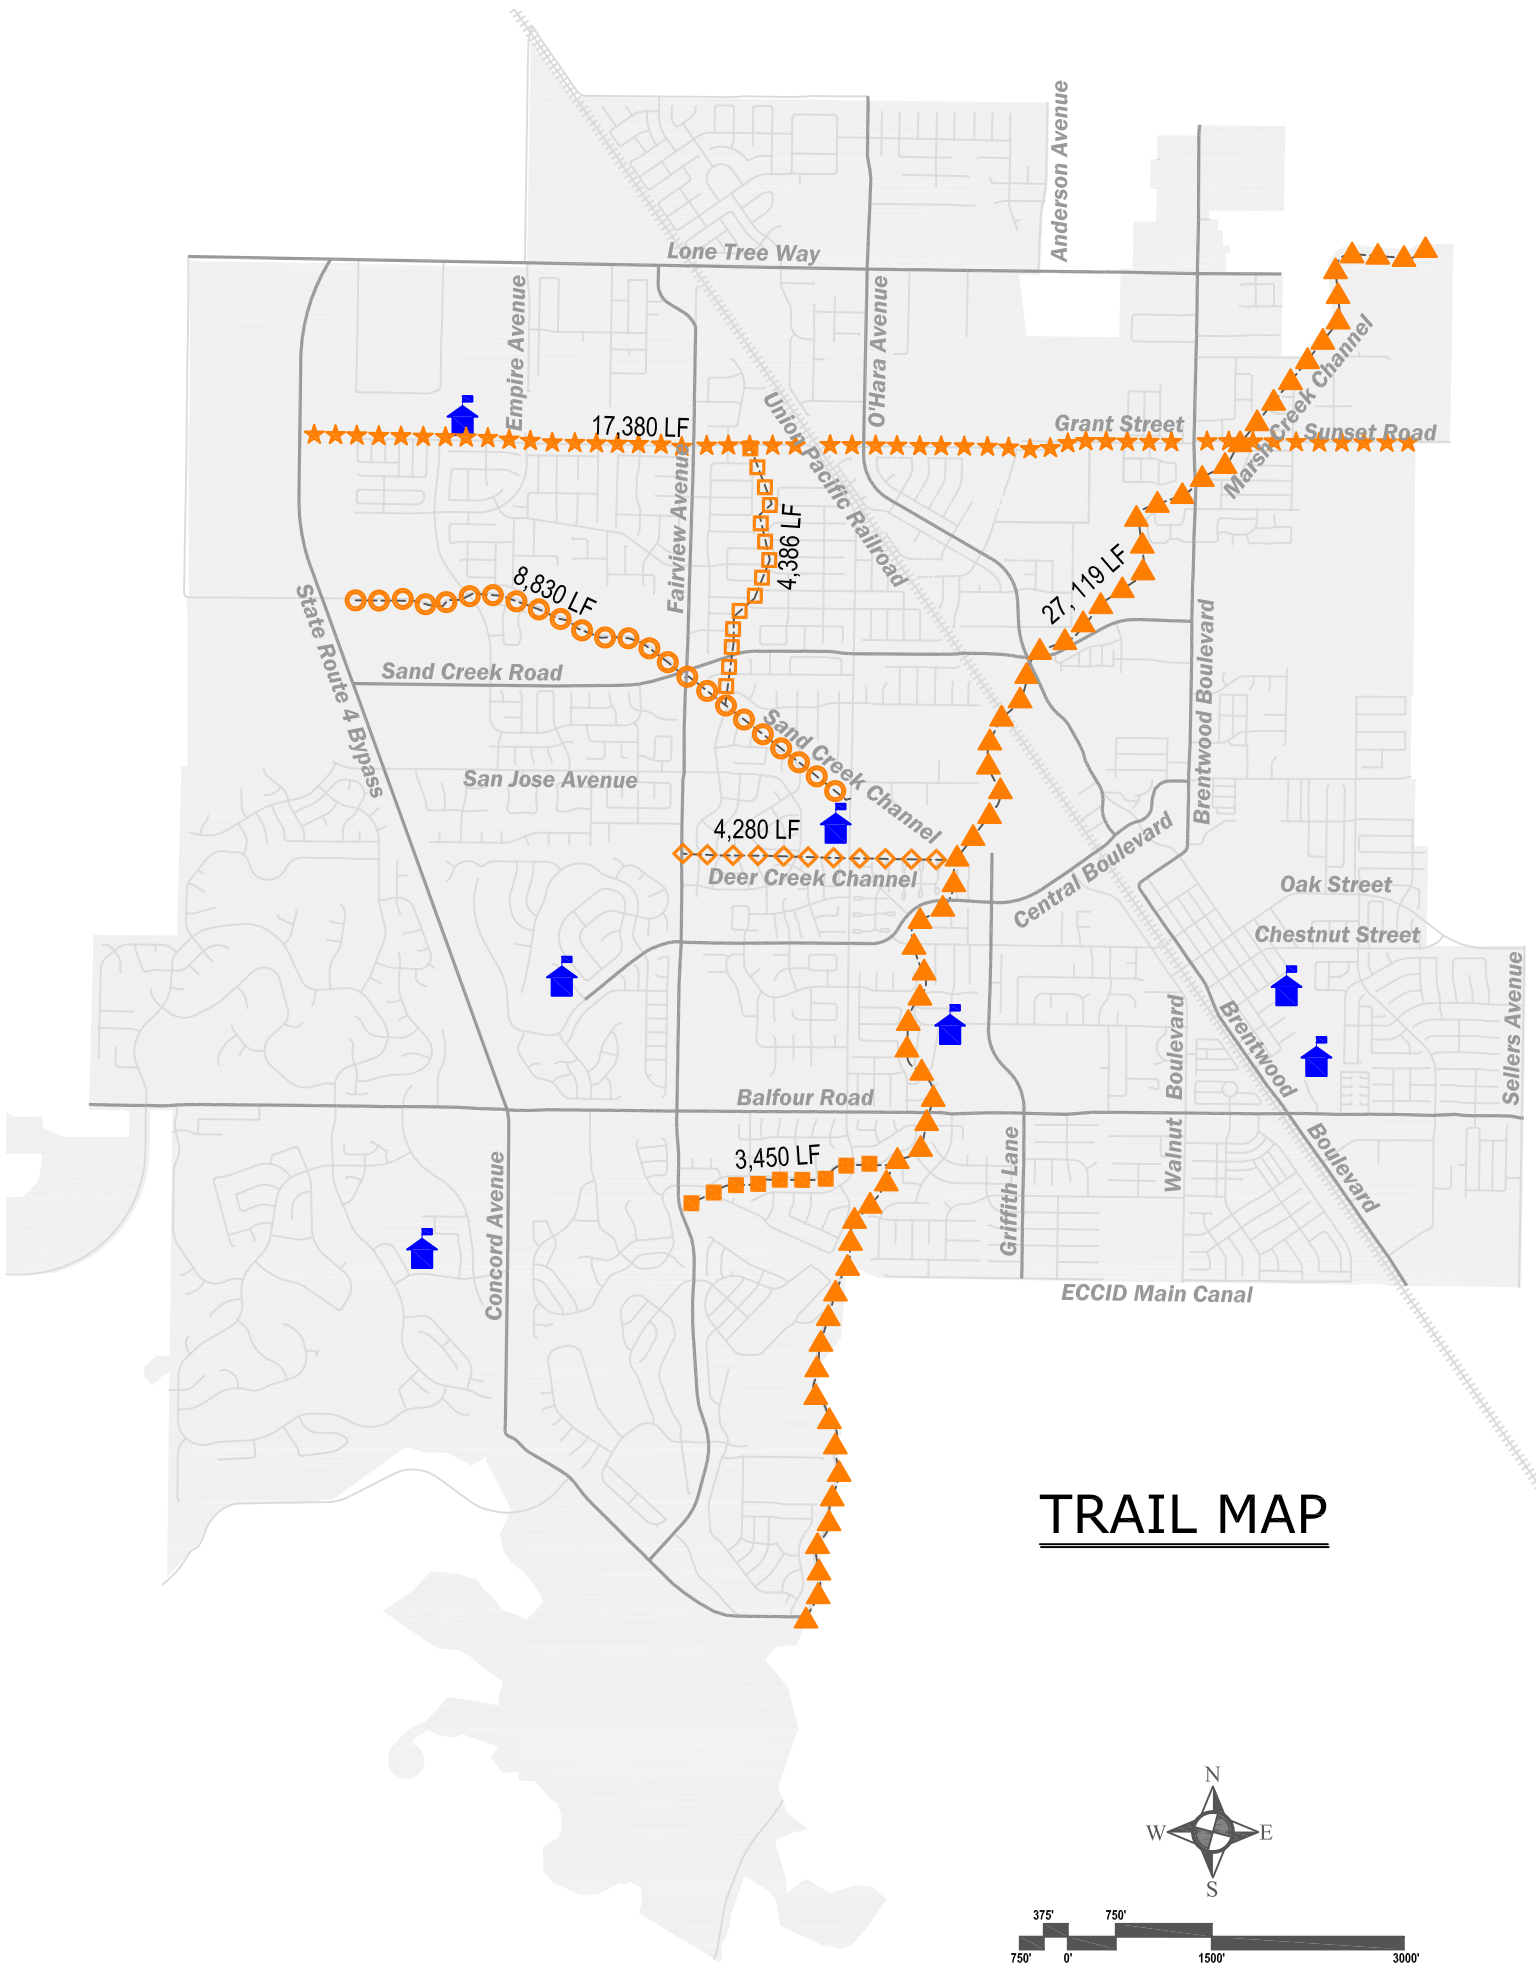 Anderson Avenue
Lone Tree Way
Empire Avenue
O'Hara Avenue
Marsh Creek Channel
17,380 LF
Grant Street
Sunset Road
Union Pacific Railroad
Fairview Avenue
4,386 LF
8,830 LF
27, 119 LF
State Route 4 Bypass
Sand Creek Road
Brentwood Boulevard
Sand Creek Channel
San Jose Avenue
4,280 LF
Deer Creek Channel
Central Boulevard
Oak Street
Chestnut Street
Sellers Avenue
Walnut Boulevard
Brentwood Boulevard
Balfour Road
3,450 LF
Griffith Lane
Concord Avenue
ECCID Main Canal
TRAIL MAP
N
W E
S
375' 750'
750' 0' 1500' 3000'